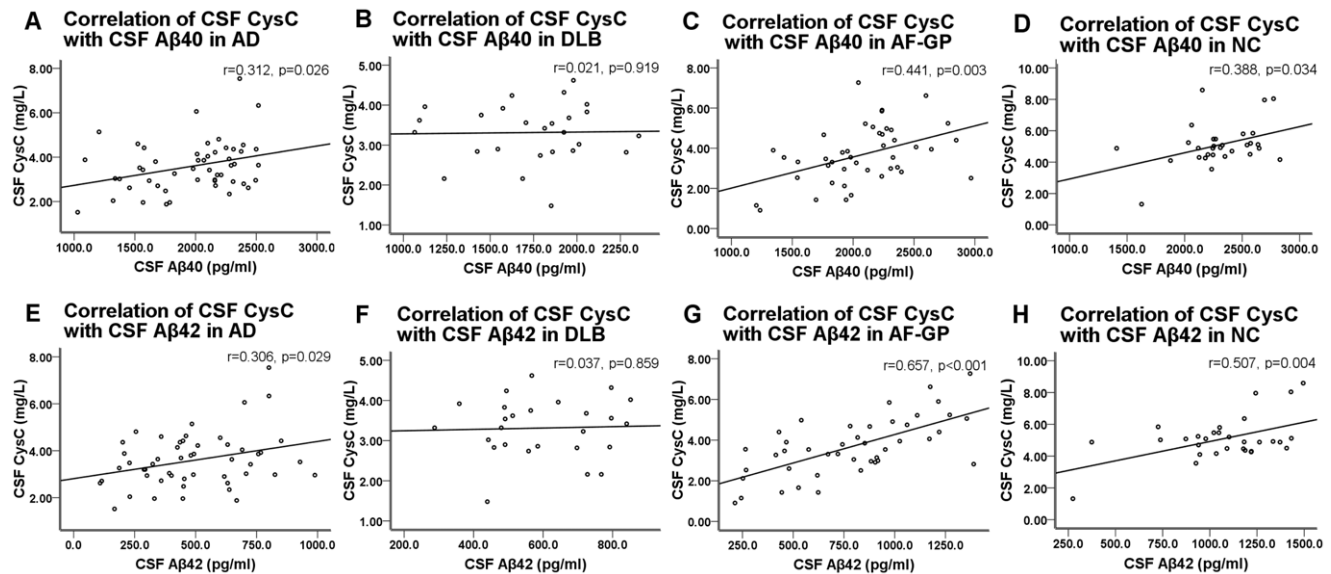 A Correlation of CSF CysC
with CSF Aβ40 in AD
r=0.312, p=0.026
8.00
6.00
4.00
2.00
CSF CysC (mg/L)
1000.0 1500.0 2000.0 2500.0 3000.0
CSF Aβ40 (pg/ml)
B Correlation of CSF CysC
with CSF Aβ40 in DLB
r=0.021, p=0.919
5.00
4.00
3.00
2.00
1.00
CSF CysC (mg/L)
1000.0 1250.0 1500.0 1750.0 2000.0 2250.0
CSF Aβ40 (pg/ml)
C Correlation of CSF CysC
with CSF Aβ40 in AF-GP
r=0.441, p=0.003
8.00
6.00
4.00
2.00
0.00
CSF CysC (mg/L)
1000.0 1500.0 2000.0 2500.0 3000.0
CSF Aβ40 (pg/ml)
D Correlation of CSF CysC
with CSF Aβ40 in NC
r=0.388, p=0.034
10.00
8.00
6.00
4.00
2.00
0.00
CSF CysC (mg/L)
1000.0 1500.0 2000.0 2500.0 3000.0
CSF Aβ40 (pg/ml)
E Correlation of CSF CysC
with CSF Aβ42 in AD
r=0.306, p=0.029
8.00
6.00
4.00
2.00
CSF CysC (mg/L)
0.0 250.0 500.0 750.0 1000.0
CSF Aβ42 (pg/ml)
F Correlation of CSF CysC
with CSF Aβ42 in DLB
r=0.037, p=0.859
5.00
4.00
3.00
2.00
1.00
CSF CysC (mg/L)
200.0 400.0 600.0 800.0
CSF Aβ42 (pg/ml)
G Correlation of CSF CysC
with CSF Aβ42 in AF-GP
r=0.657, p<0.001
8.00
6.00
4.00
2.00
0.00
CSF CysC (mg/L)
250.0 500.0 750.0 1000.0 1250.0
CSF Aβ42 (pg/ml)
H Correlation of CSF CysC
with CSF Aβ42 in NC
r=0.507, p=0.004
10.00
8.00
6.00
4.00
2.00
0.00
CSF CysC (mg/L)
250.0 500.0 750.0 1000.0 1250.0 1500.0
CSF Aβ42 (pg/ml)